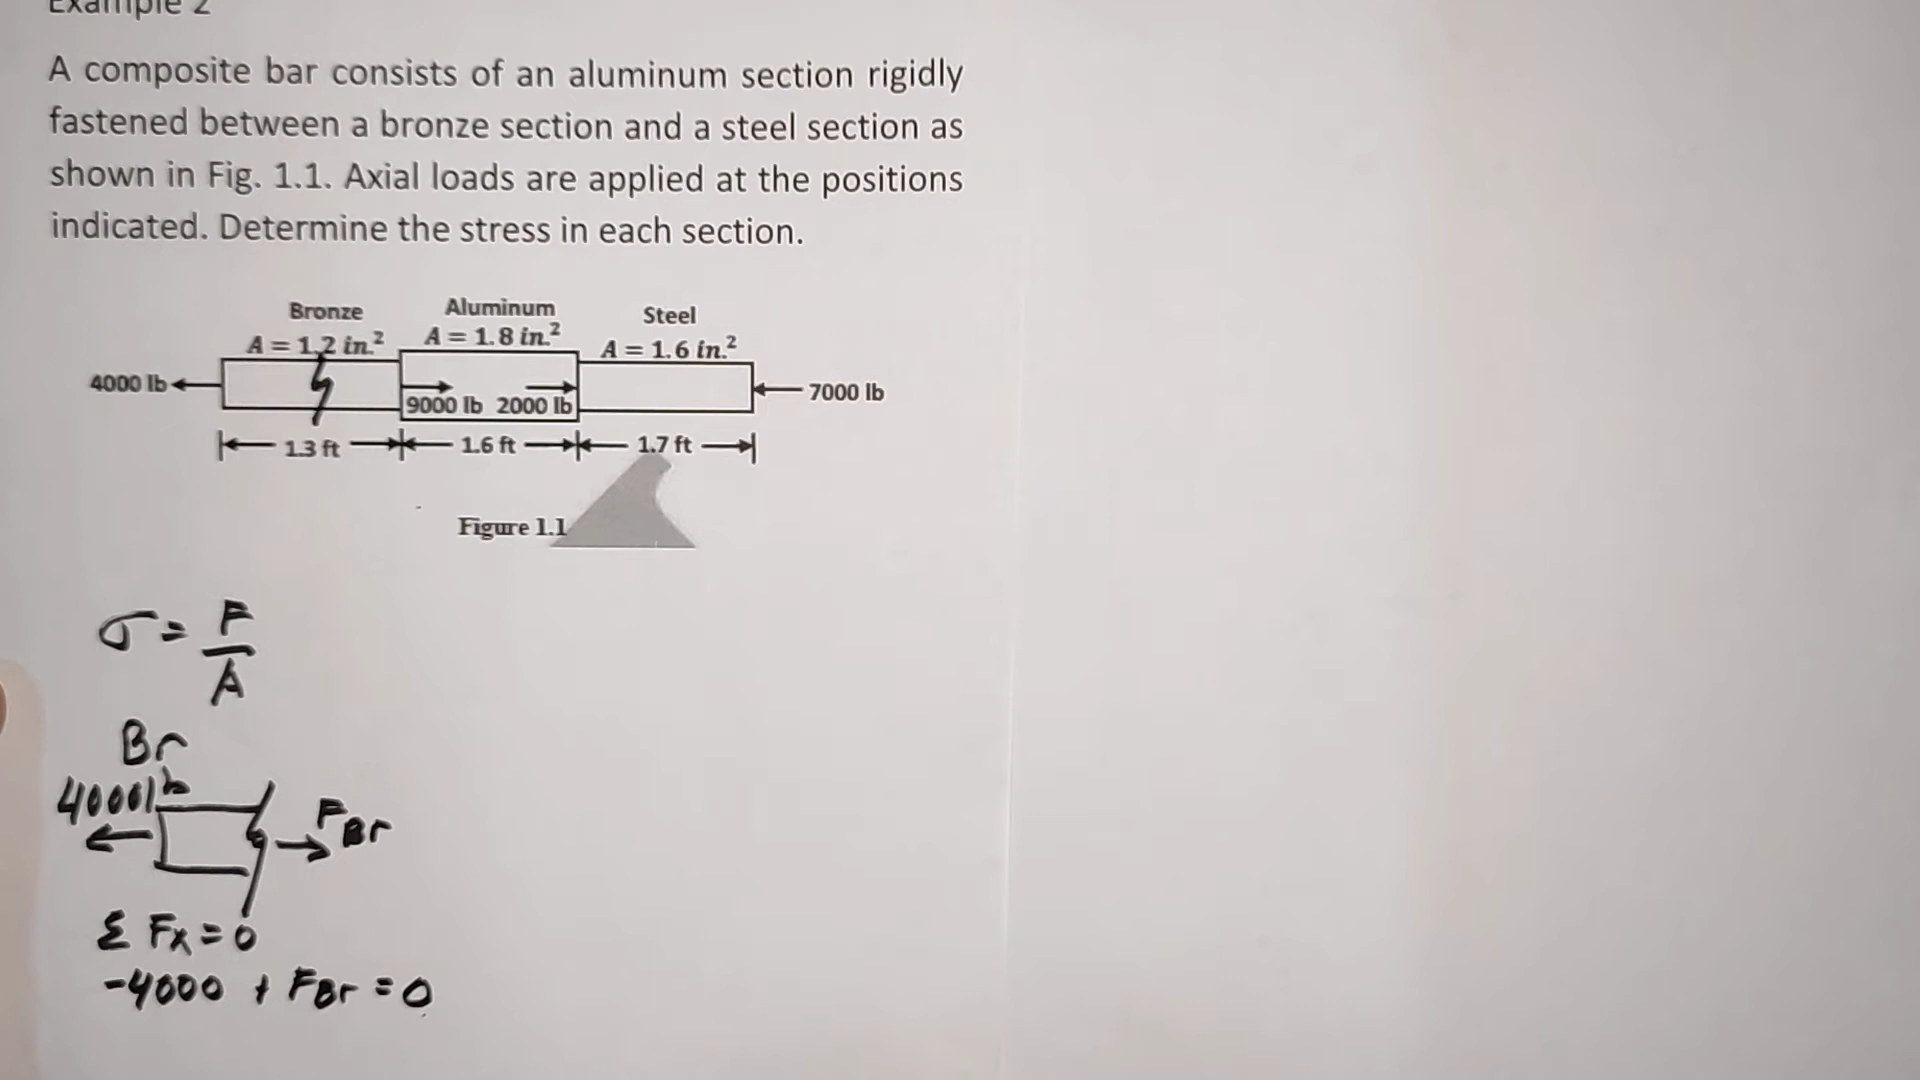 Example 2
A composite bar consists of an aluminum section rigidly
fastened between a bronze section and a steel section as
shown in Fig. 1.1. Axial loads are applied at the positions
indicated. Determine the stress in each section.
Bronze Aluminum Steel
A = 1.2 in.² A = 1.8 in.² A = 1.6 in.²
4000 lb 9000 lb 2000 lb 7000 lb
1.3 ft 1.6 ft 1.7 ft
Figure 1.1
σ = F/A
Br
4000 lb
FBr
Σ Fx = 0
-4000 + FBr = 0